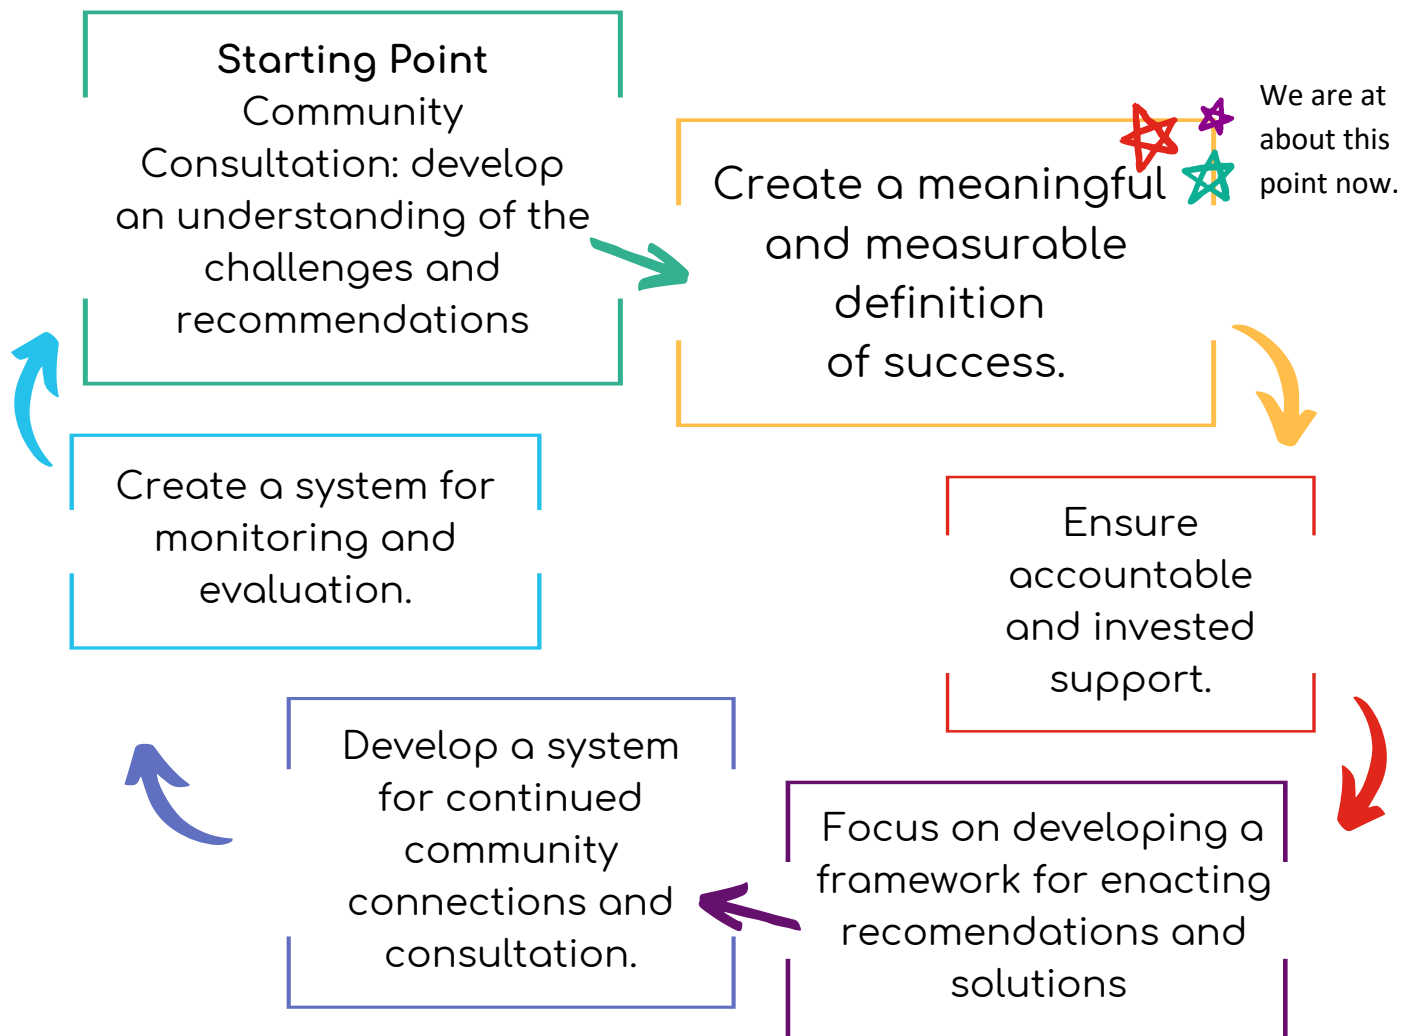 Starting Point
Community
Consultation: develop
an understanding of the
challenges and
recommendations
We are at
about this
point now.
Create a meaningful
and measurable
definition
of success.
Ensure
accountable
and invested
support.
Focus on developing a
framework for enacting
recomendations and
solutions
Develop a system
for continued
community
connections and
consultation.
Create a system for
monitoring and
evaluation.